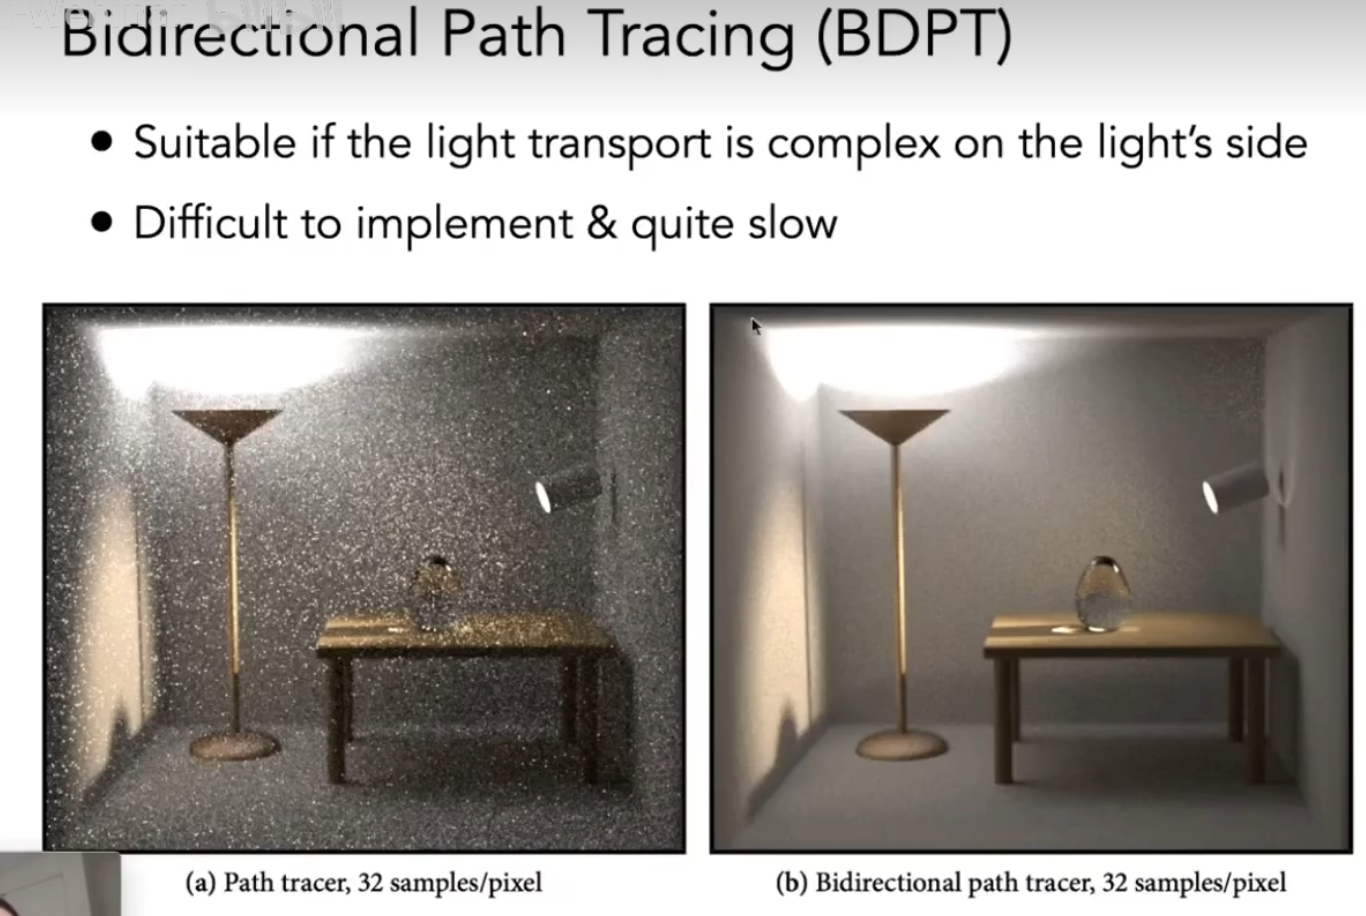 Bidirectional Path Tracing (BDPT)
● Suitable if the light transport is complex on the light’s side
● Difficult to implement & quite slow
(a) Path tracer, 32 samples/pixel
(b) Bidirectional path tracer, 32 samples/pixel